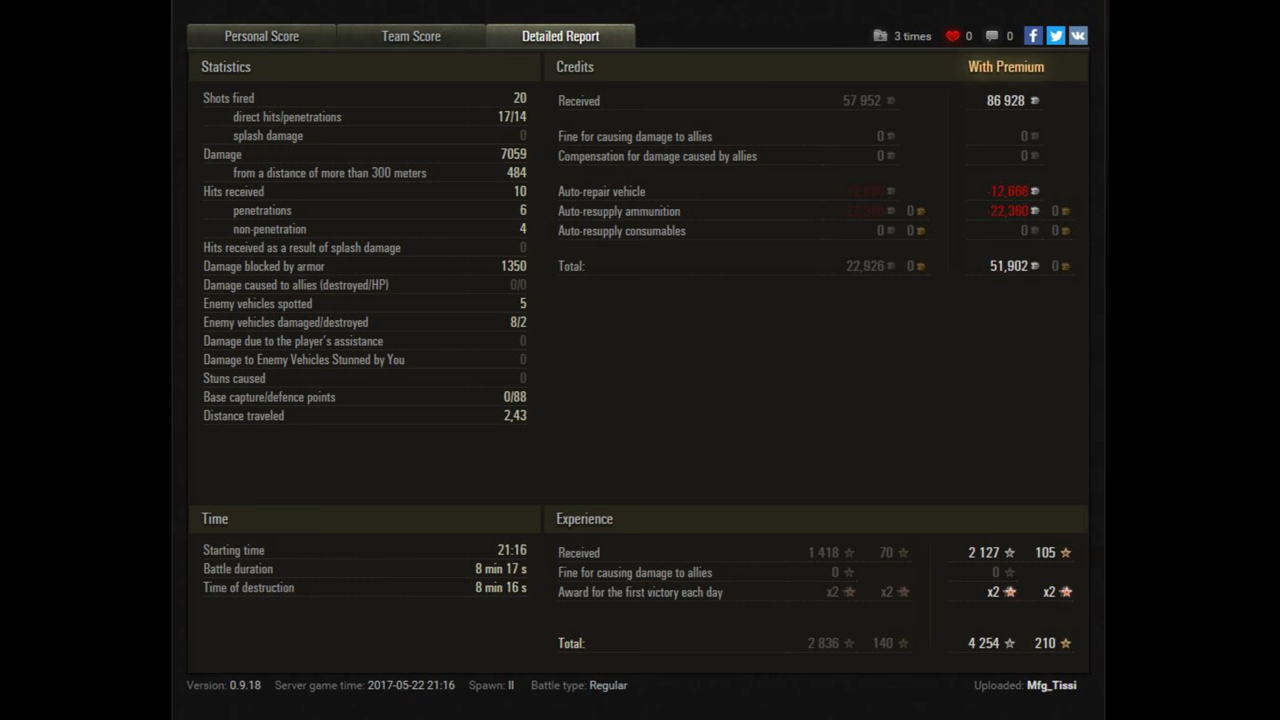 Personal Score Team Score Detailed Report 3 times 0 0
Statistics
Shots fired 20
direct hits/penetrations 17/14
splash damage 0
Damage 7059
from a distance of more than 300 meters 484
Hits received 10
penetrations 6
non-penetration 4
Hits received as a result of splash damage 0
Damage blocked by armor 1350
Damage caused to allies (destroyed/HP) 0/0
Enemy vehicles spotted 5
Enemy vehicles damaged/destroyed 8/2
Damage due to the player's assistance 0
Damage to Enemy Vehicles Stunned by You 0
Stuns caused 0
Base capture/defence points 0/88
Distance traveled 2,43
Credits With Premium
Received 57 952 86 928
Fine for causing damage to allies 0 0
Compensation for damage caused by allies 0 0
Auto-repair vehicle -12,666
Auto-resupply ammunition 0 -22,360 0
Auto-resupply consumables 0 0 0 0
Total: 22,926 0 51,902 0
Time
Starting time 21:16
Battle duration 8 min 17 s
Time of destruction 8 min 16 s
Experience
Received 1 418 70 2 127 105
Fine for causing damage to allies 0 0
Award for the first victory each day x2 x2 x2 x2
Total: 2 836 140 4 254 210
Version: 0.9.18 Server game time: 2017-05-22 21:16 Spawn: II Battle type: Regular Uploaded: Mfg_Tissi